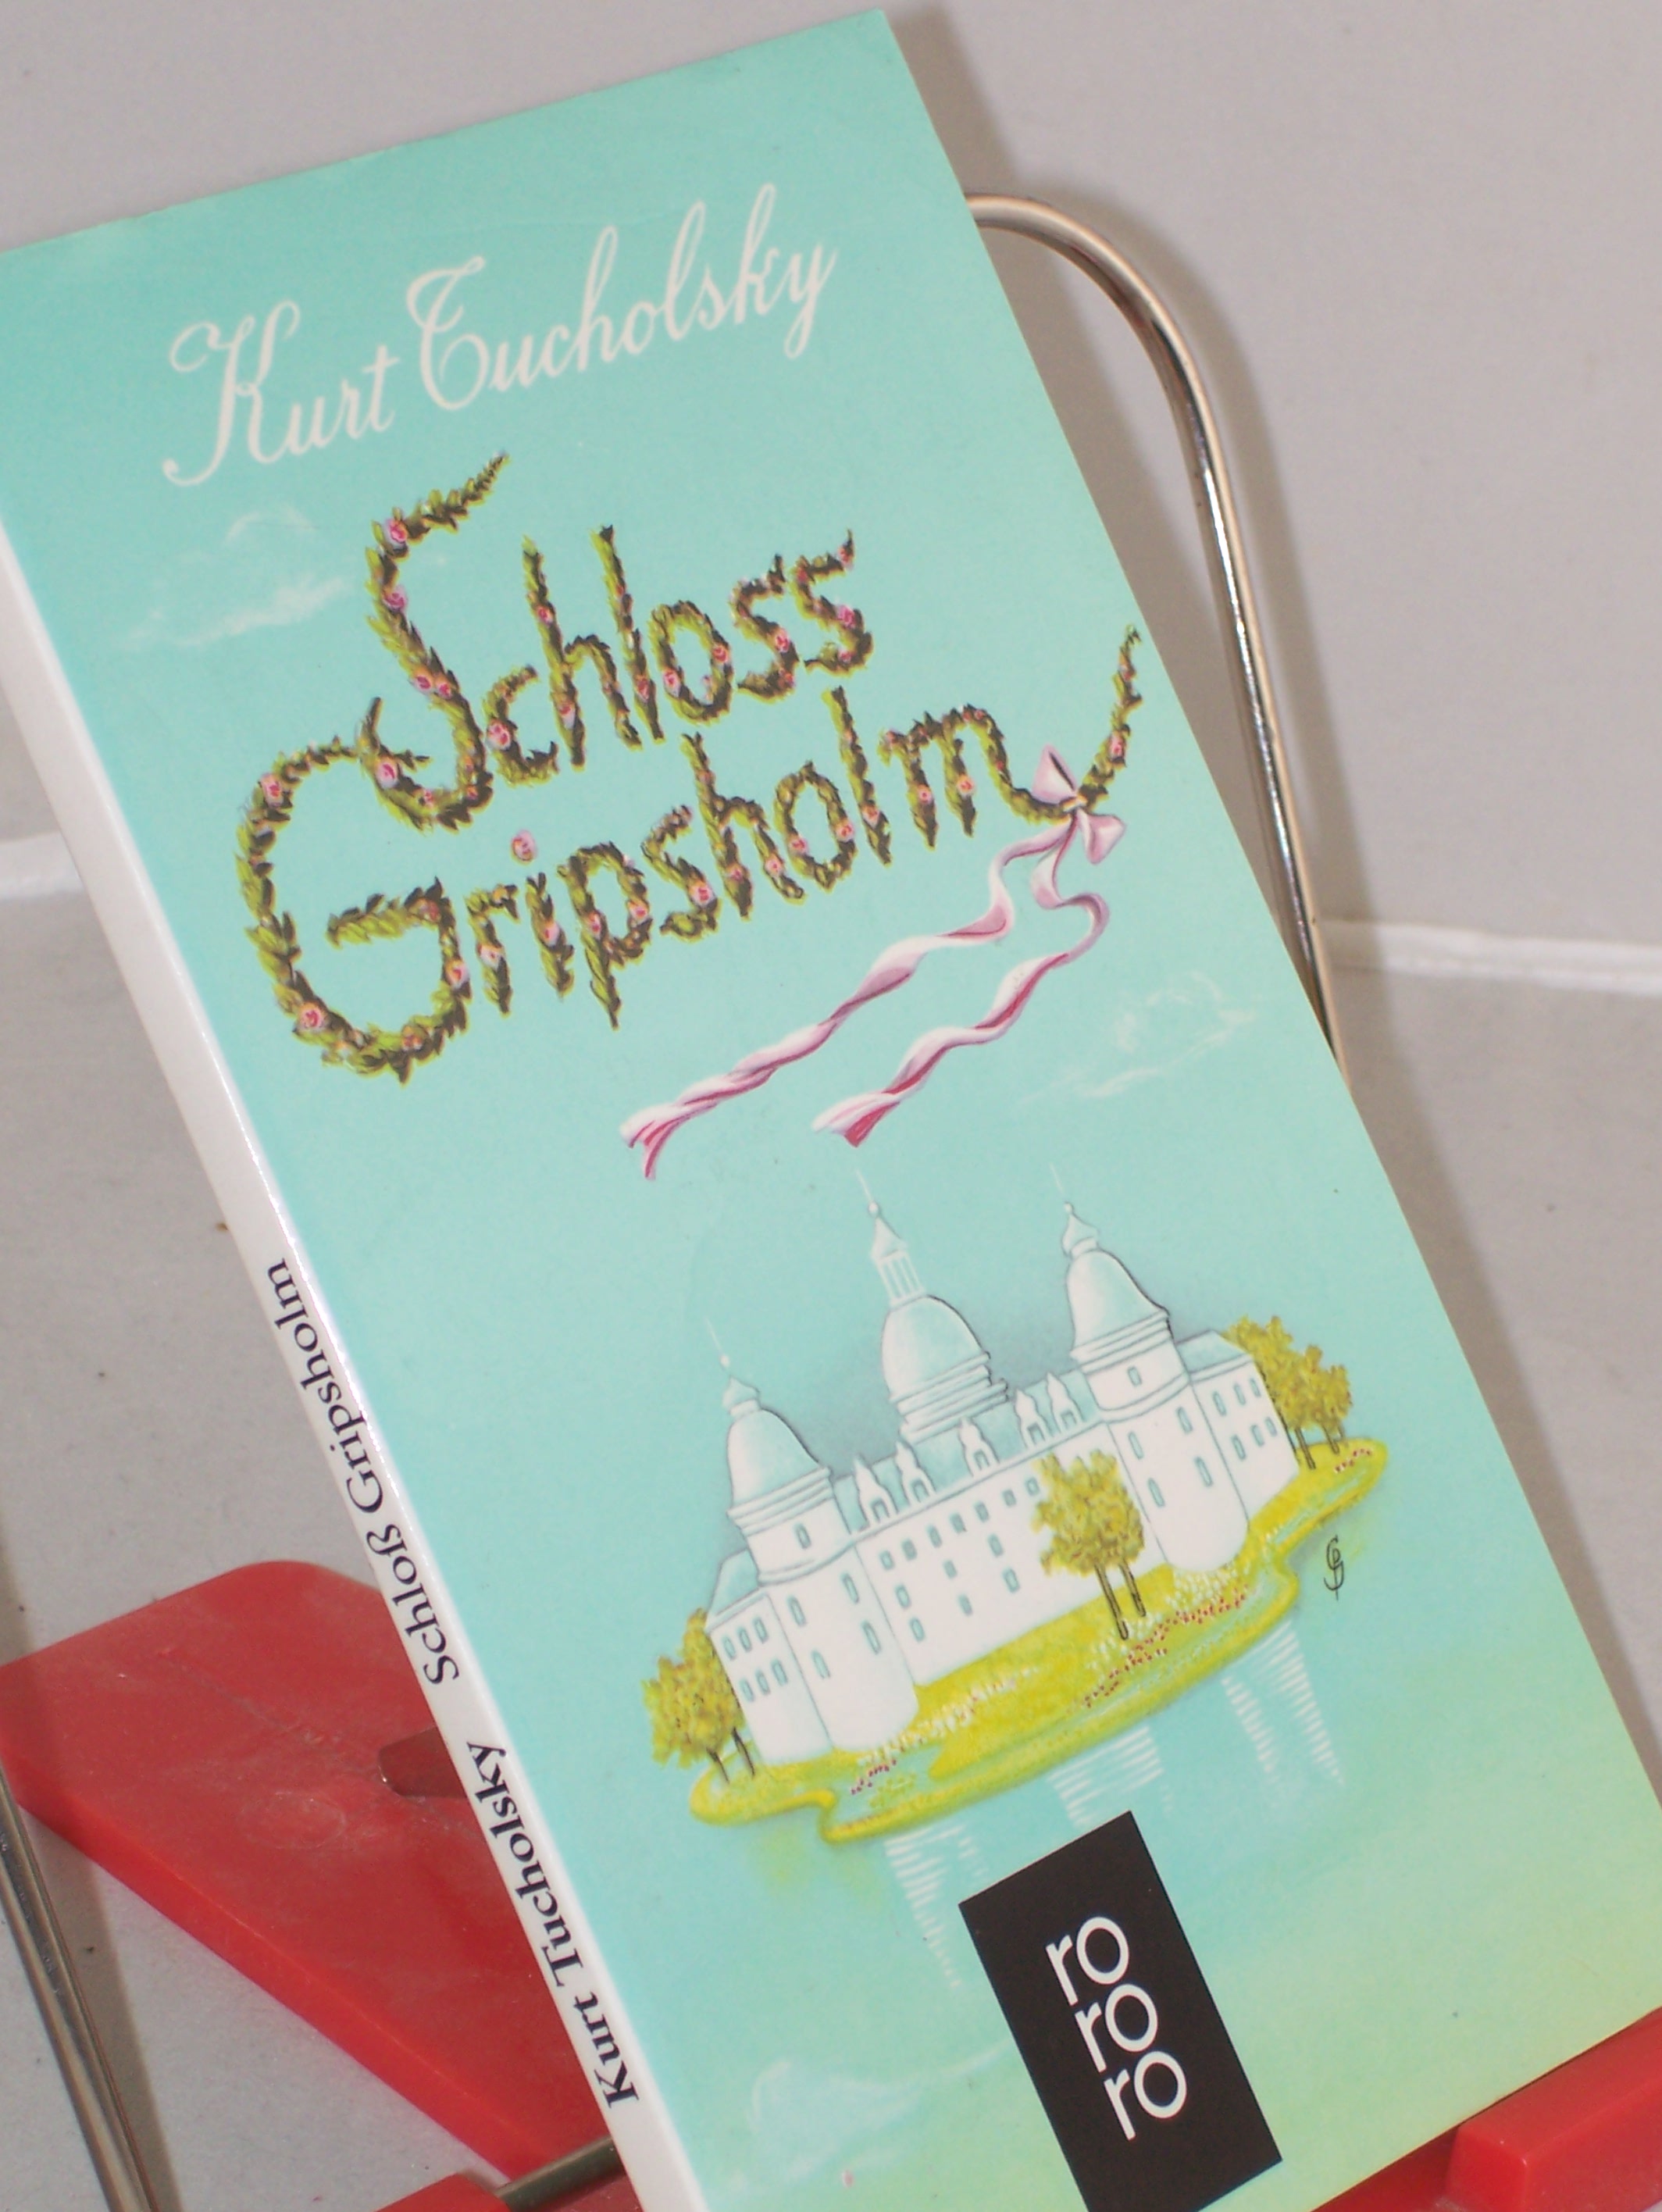 Kurt Tucholsky
Schloss
Gripsholm
ro
ro
ro
Kurt Tucholsky Schloß Gripsholm